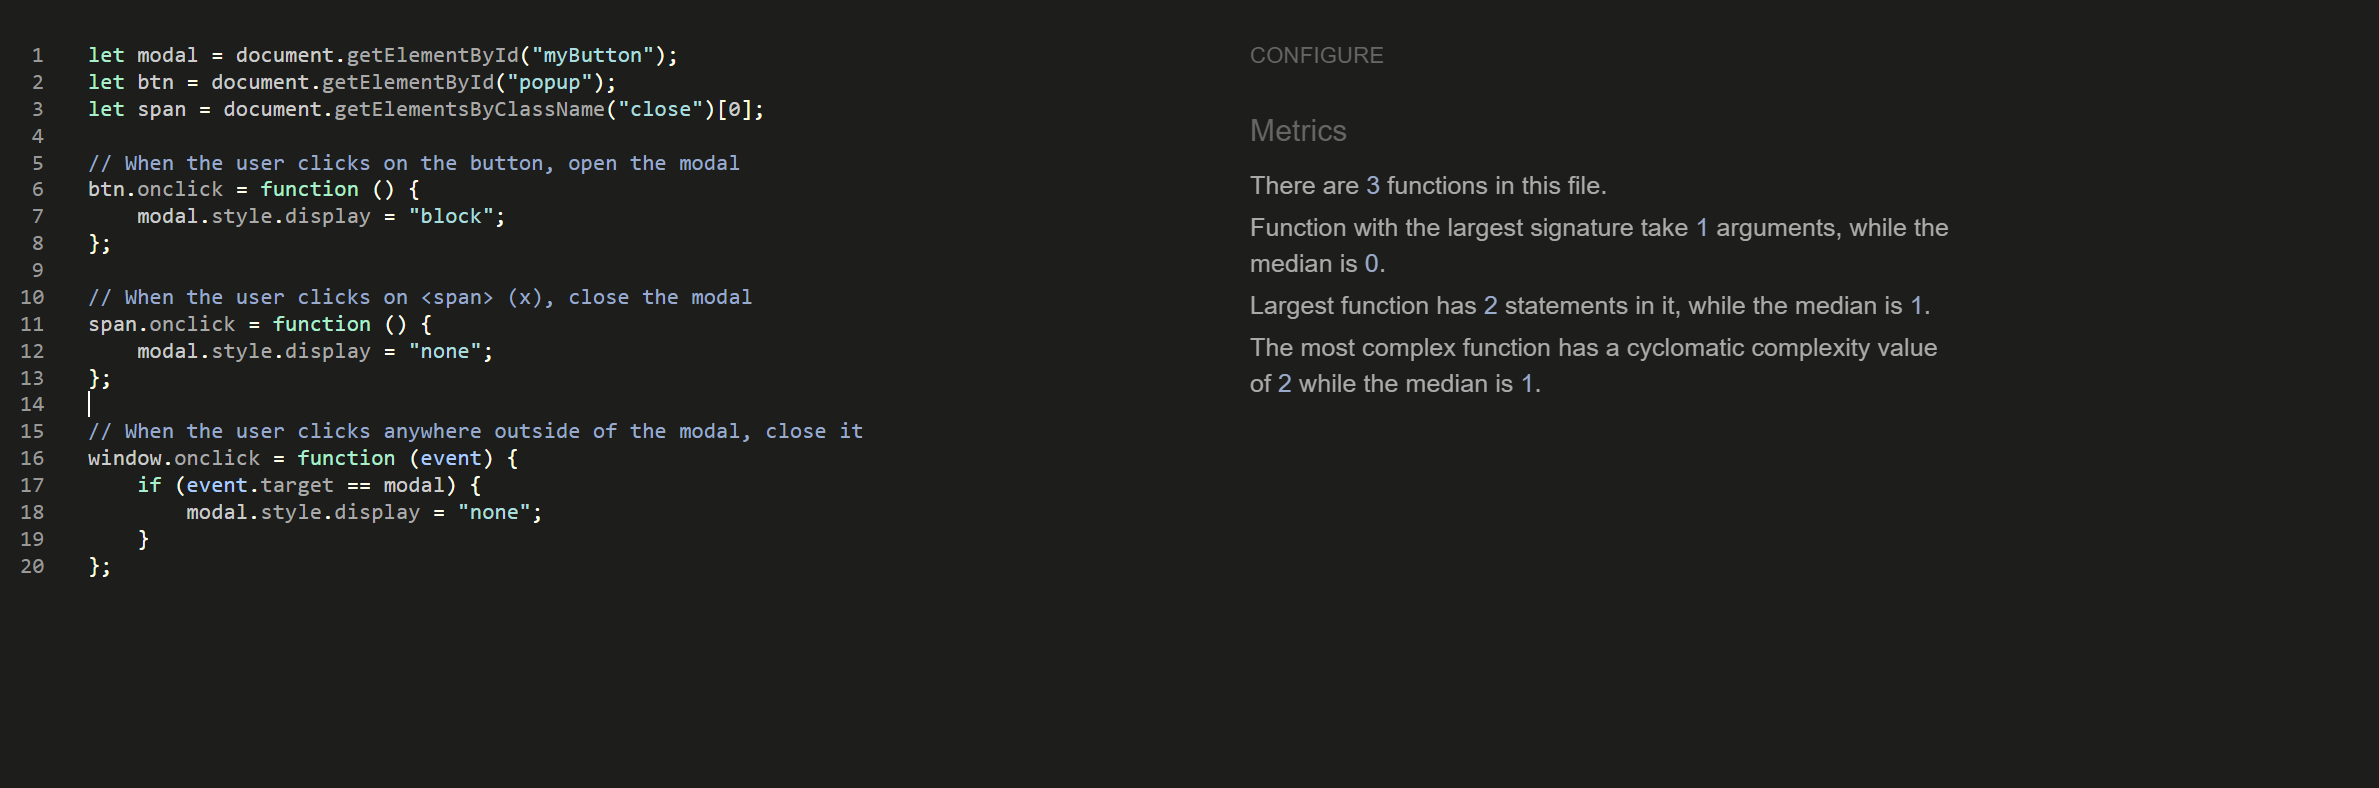 1 let modal = document.getElementById("myButton");
2 let btn = document.getElementById("popup");
3 let span = document.getElementsByClassName("close")[0];
4
5 // When the user clicks on the button, open the modal
6 btn.onclick = function () {
7     modal.style.display = "block";
8 };
9
10 // When the user clicks on <span> (x), close the modal
11 span.onclick = function () {
12     modal.style.display = "none";
13 };
14
15 // When the user clicks anywhere outside of the modal, close it
16 window.onclick = function (event) {
17     if (event.target == modal) {
18         modal.style.display = "none";
19     }
20 };
CONFIGURE
Metrics
There are 3 functions in this file.
Function with the largest signature take 1 arguments, while the
median is 0.
Largest function has 2 statements in it, while the median is 1.
The most complex function has a cyclomatic complexity value
of 2 while the median is 1.